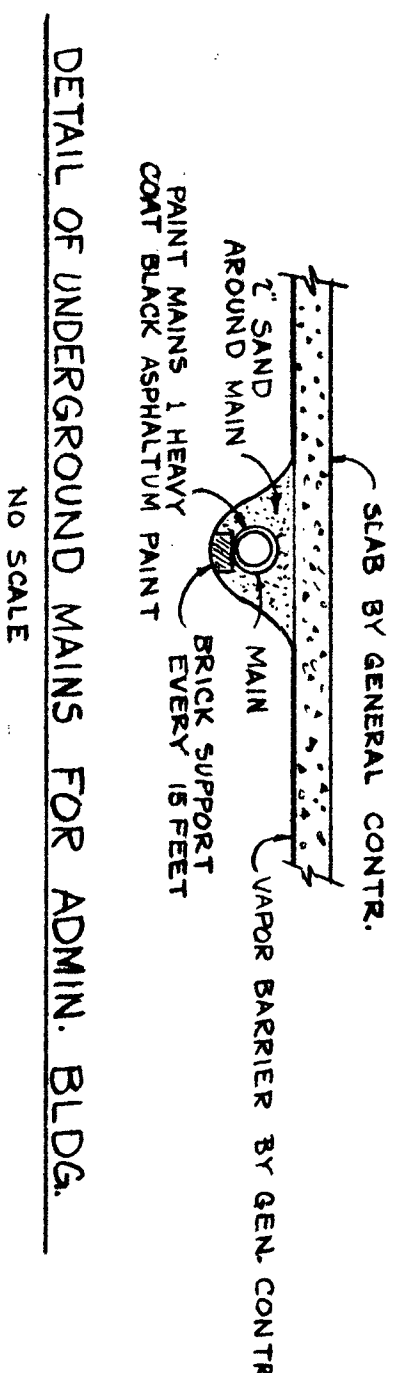 SLAB BY GENERAL CONTR.
VAPOR BARRIER BY GEN. CONTR
2" SAND
AROUND MAIN
MAIN
PAINT MAINS 1 HEAVY
COAT BLACK ASPHALTUM PAINT
BRICK SUPPORT
EVERY 15 FEET
DETAIL OF UNDERGROUND MAINS FOR ADMIN. BLDG.
NO SCALE